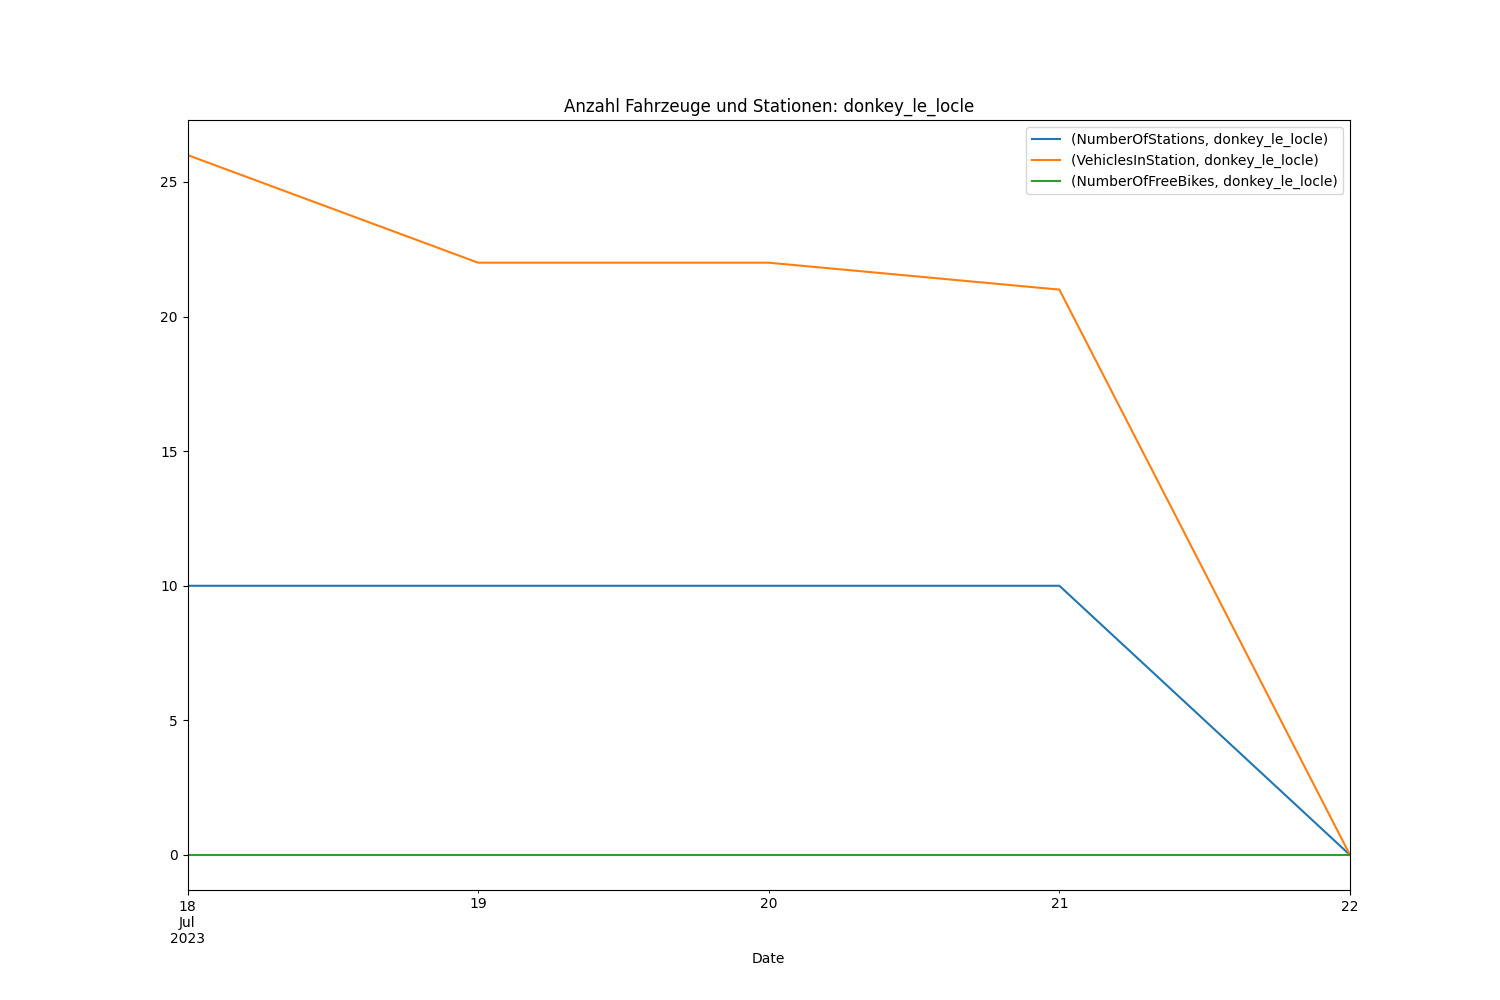 Anzahl Fahrzeuge und Stationen: donkey_le_locle
(NumberOfStations, donkey_le_locle)
(VehiclesInStation, donkey_le_locle)
(NumberOfFreeBikes, donkey_le_locle)
25
20
15
10
5
0
18
Jul
2023
19
20
21
22
Date